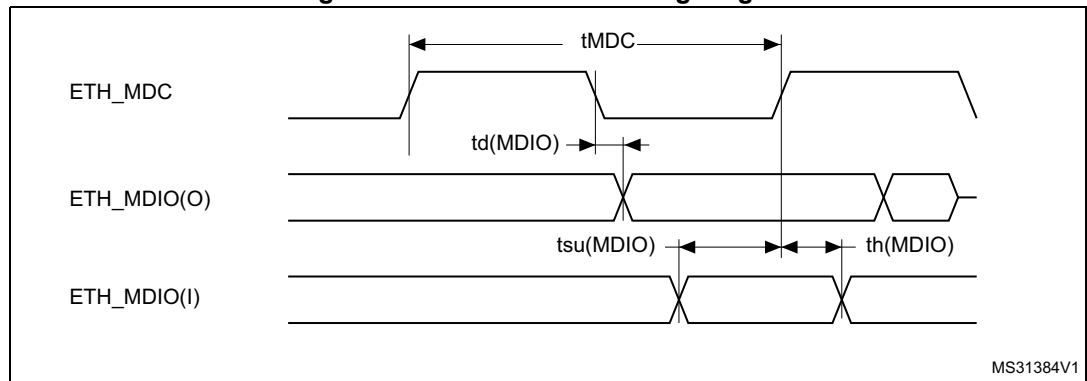 tMDC
ETH_MDC
td(MDIO)
ETH_MDIO(O)
tsu(MDIO) th(MDIO)
ETH_MDIO(I)
MS31384V1